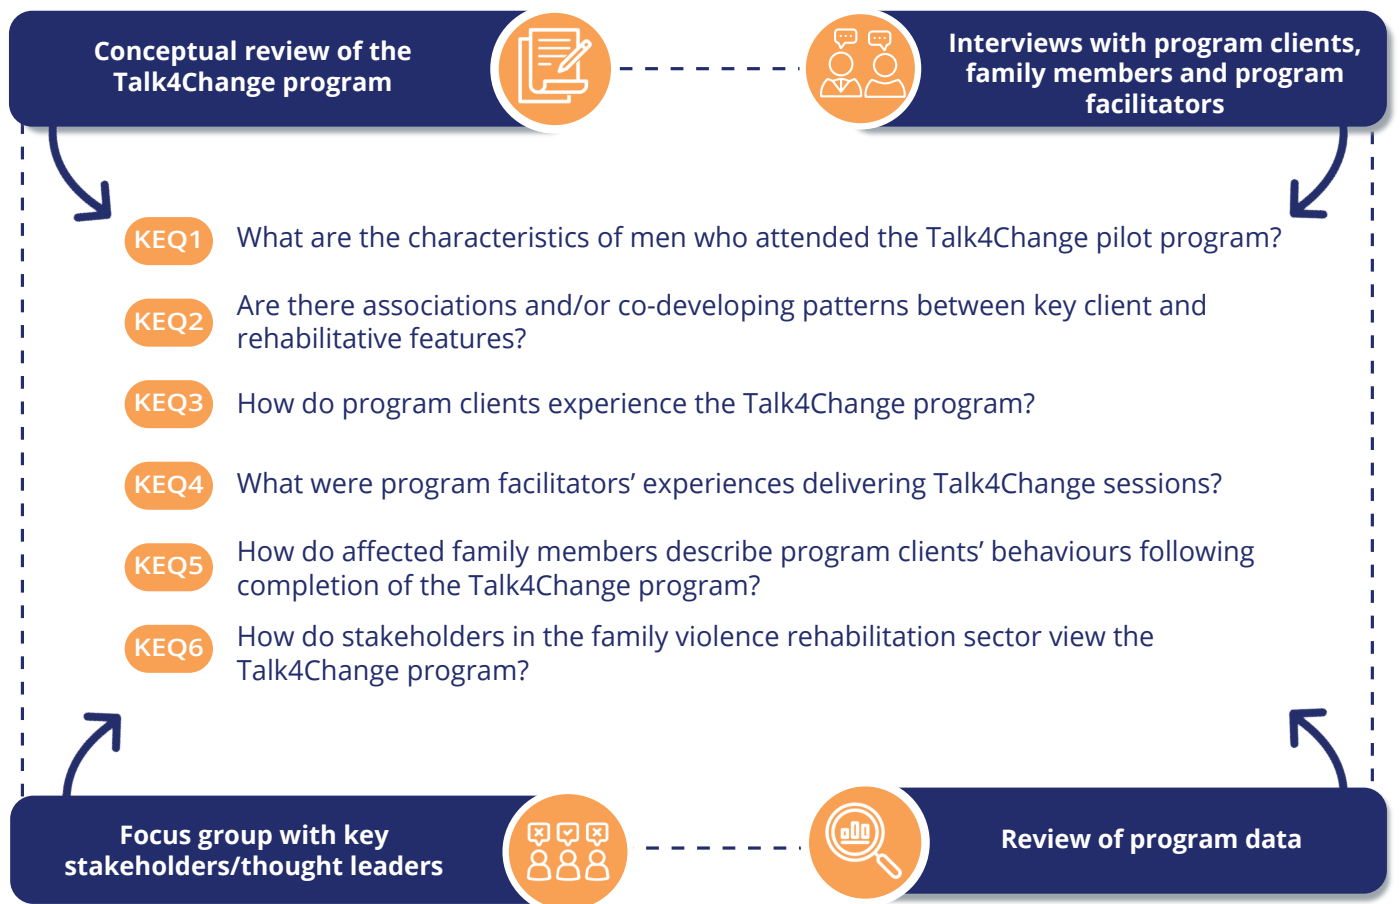 Conceptual review of the
Talk4Change program
Interviews with program clients,
family members and program
facilitators
KEQ1
What are the characteristics of men who attended the Talk4Change pilot program?
KEQ2
Are there associations and/or co-developing patterns between key client and
rehabilitative features?
KEQ3
How do program clients experience the Talk4Change program?
KEQ4
What were program facilitators’ experiences delivering Talk4Change sessions?
KEQ5
How do affected family members describe program clients’ behaviours following
completion of the Talk4Change program?
KEQ6
How do stakeholders in the family violence rehabilitation sector view the
Talk4Change program?
Focus group with key
stakeholders/thought leaders
Review of program data